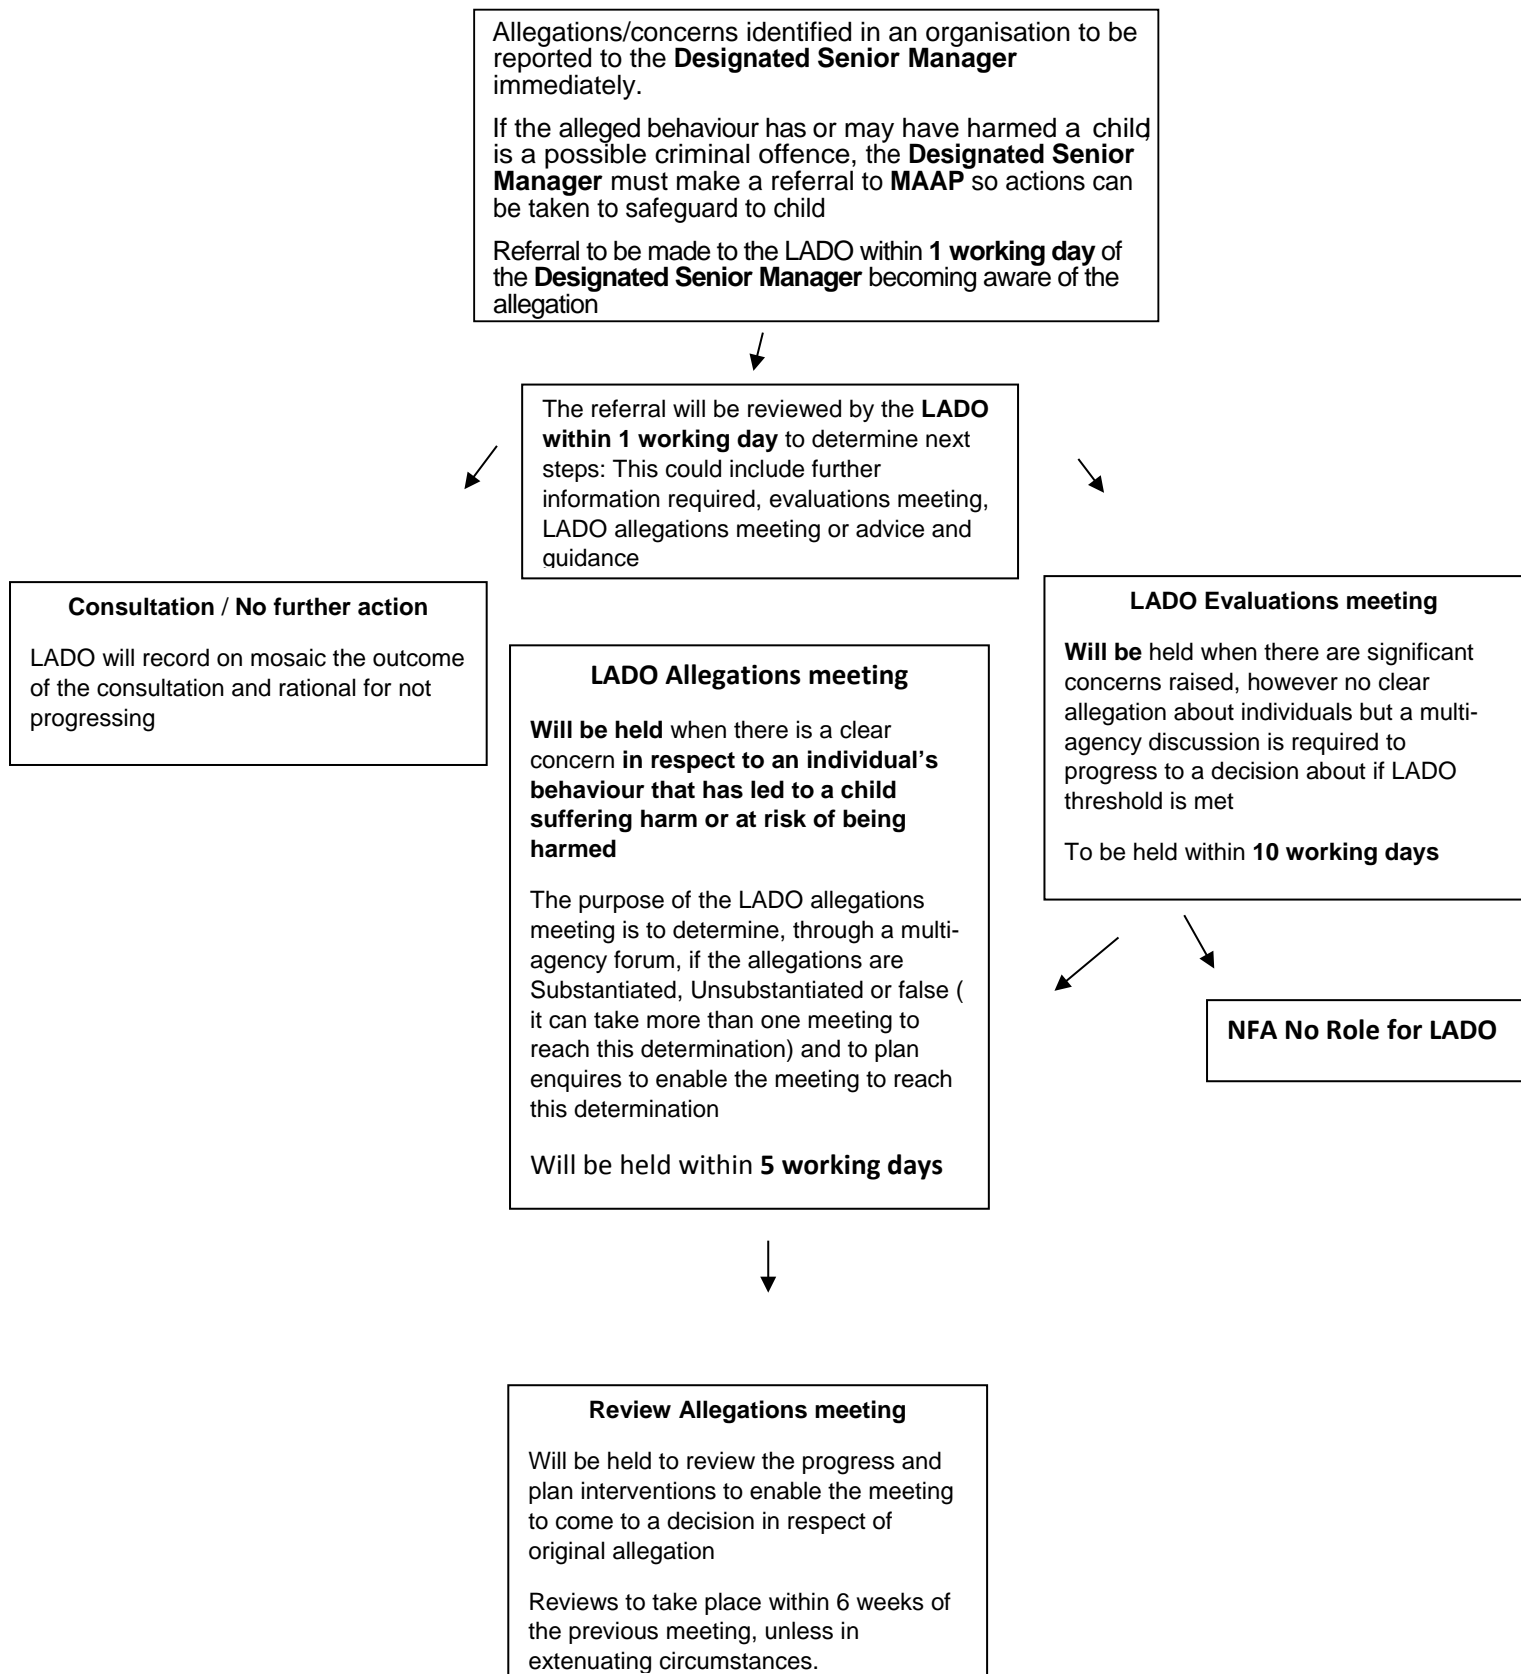 Allegations/concerns identified in an organisation to be
reported to the Designated Senior Manager
immediately.
If the alleged behaviour has or may have harmed a child,
is a possible criminal offence, the Designated Senior
Manager must make a referral to MAAP so actions can
be taken to safeguard to child
Referral to be made to the LADO within 1 working day of
the Designated Senior Manager becoming aware of the
allegation
The referral will be reviewed by the LADO
within 1 working day to determine next
steps: This could include further
information required, evaluations meeting,
LADO allegations meeting or advice and
guidance
Consultation / No further action
LADO will record on mosaic the outcome
of the consultation and rational for not
progressing
LADO Allegations meeting
Will be held when there is a clear
concern in respect to an individual’s
behaviour that has led to a child
suffering harm or at risk of being
harmed
The purpose of the LADO allegations
meeting is to determine, through a multi-
agency forum, if the allegations are
Substantiated, Unsubstantiated or false (
it can take more than one meeting to
reach this determination) and to plan
enquires to enable the meeting to reach
this determination
Will be held within 5 working days
LADO Evaluations meeting
Will be held when there are significant
concerns raised, however no clear
allegation about individuals but a multi-
agency discussion is required to
progress to a decision about if LADO
threshold is met
To be held within 10 working days
NFA No Role for LADO
Review Allegations meeting
Will be held to review the progress and
plan interventions to enable the meeting
to come to a decision in respect of
original allegation
Reviews to take place within 6 weeks of
the previous meeting, unless in
extenuating circumstances.